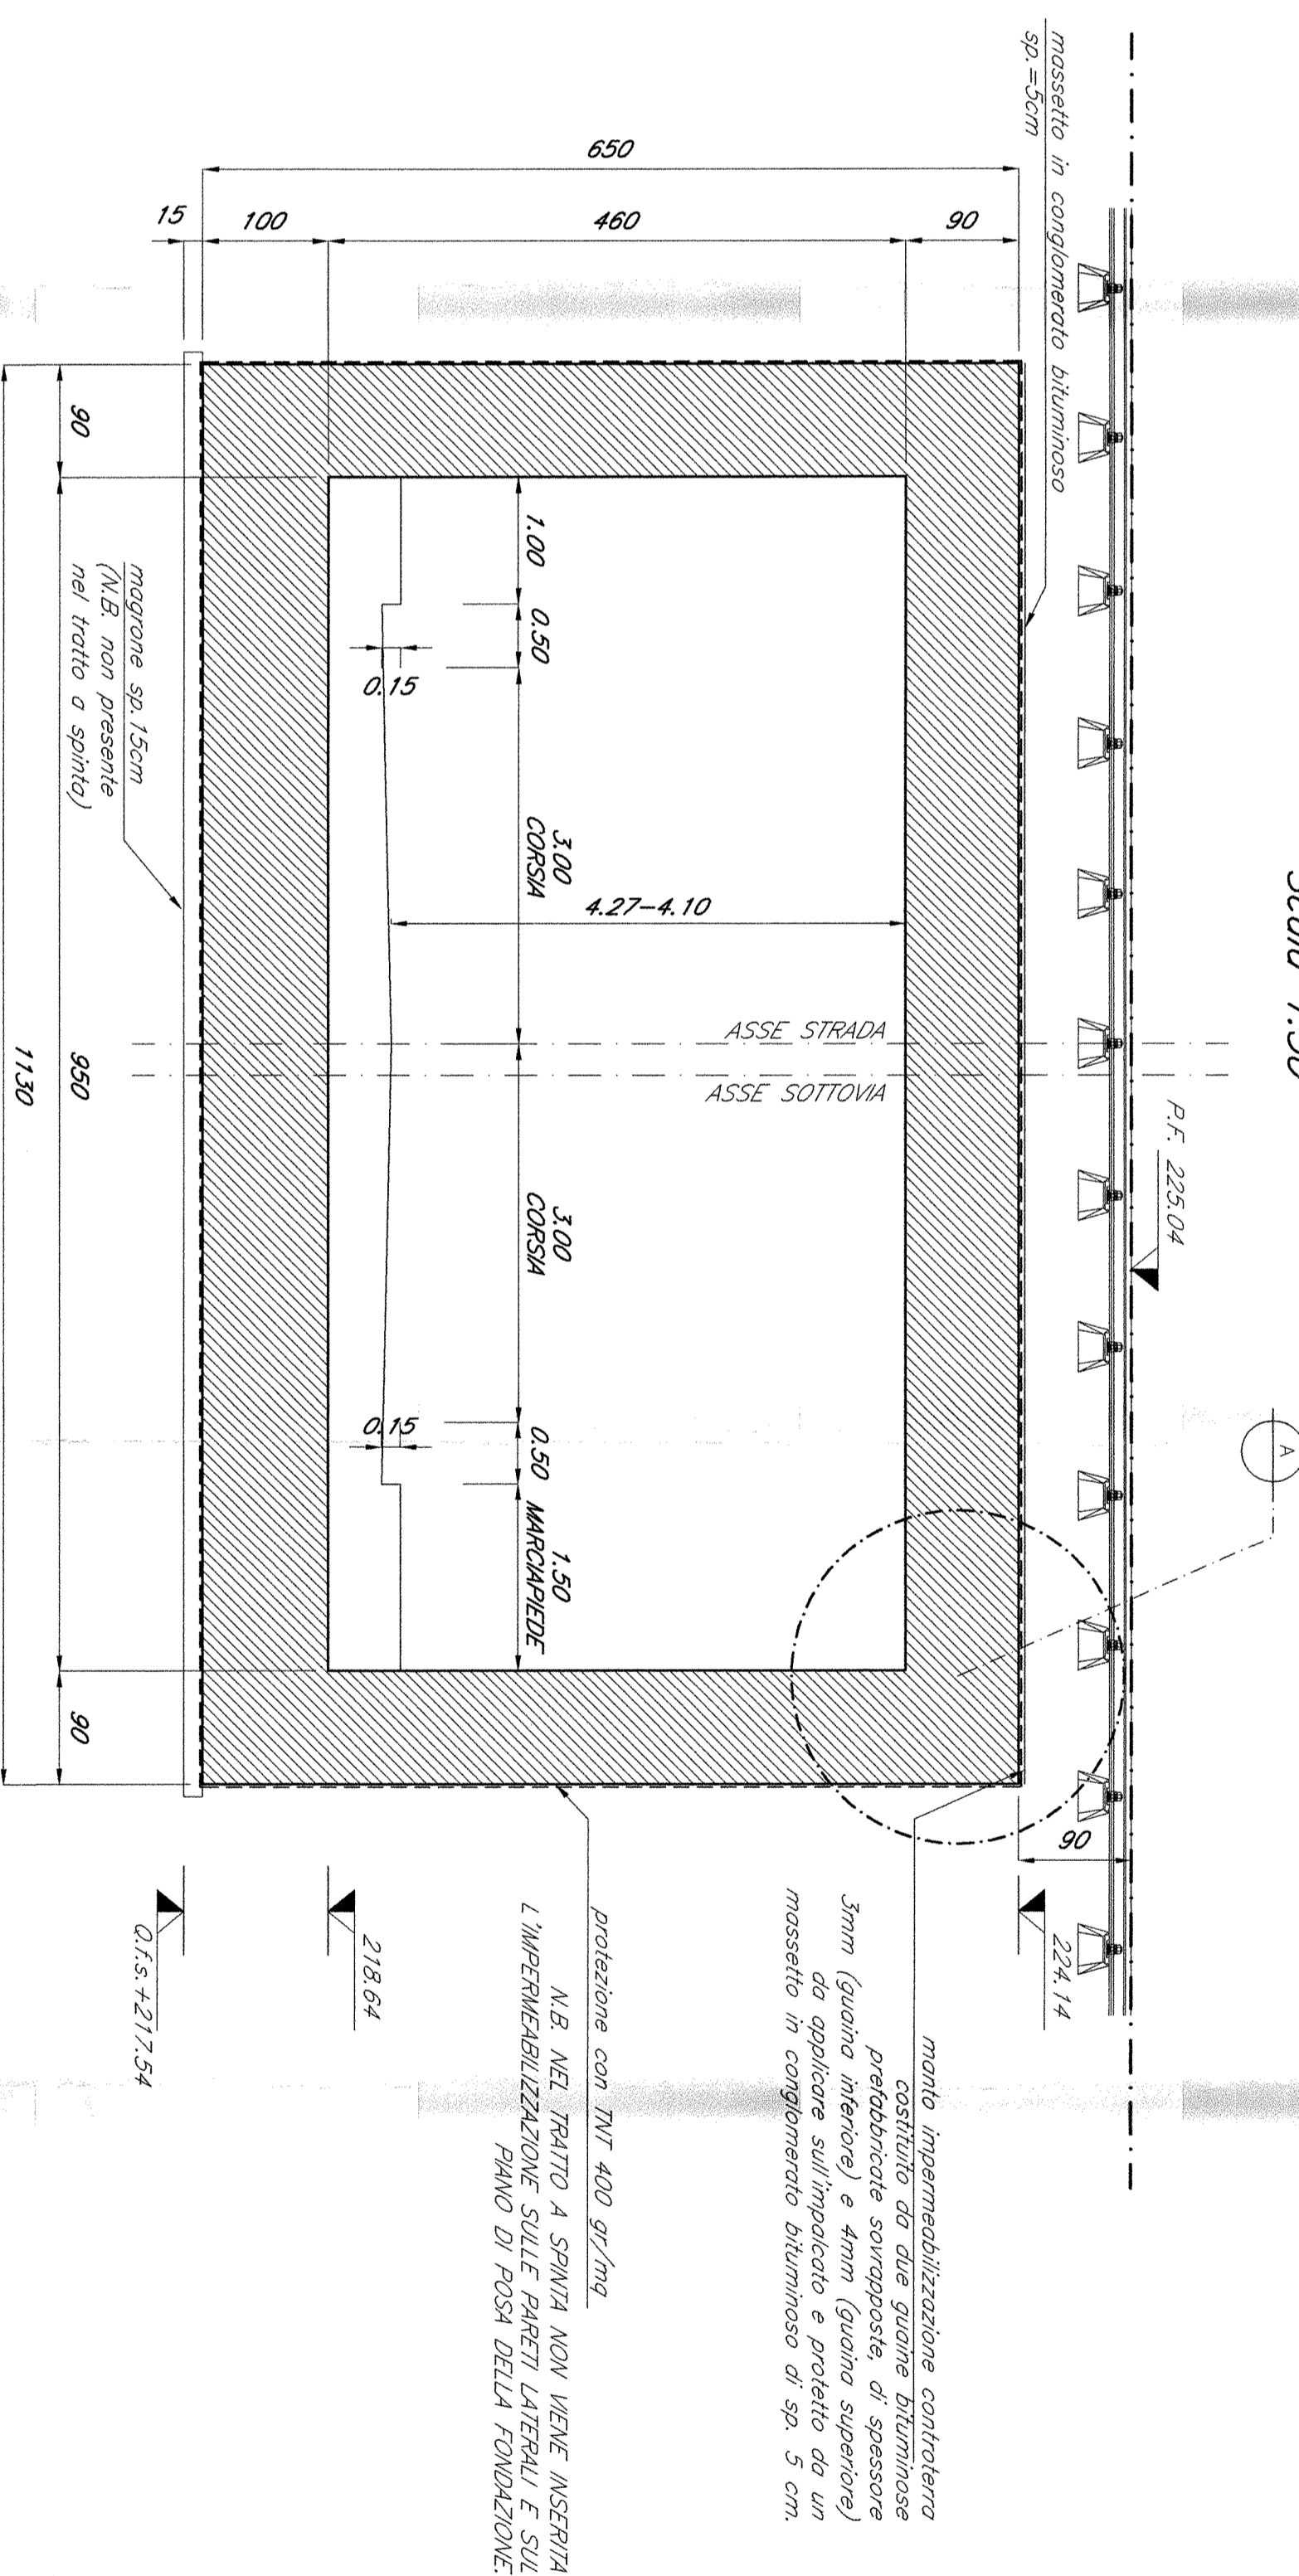 P.F. 225.04
A
massetto in conglomerato bituminoso
sp.=5cm
90
224.14
manto impermeabilizzazione controterra
costituito da due guaine bituminose
prefabbricate sovrapposte, di spessore
3mm (guaina inferiore) e 4mm (guaina superiore)
da applicare sull'impalcato e protetto da un
massetto in conglomerato bituminoso di sp. 5 cm.
650
90
460
100
15
ASSE STRADA
ASSE SOTTOVIA
4.27-4.10
1.00
0.50
3.00
CORSIA
3.00
CORSIA
0.50
1.50
MARCIAPIEDE
0.15
0.15
protezione con TNT 400 gr/mq
N.B. NEL TRATTO A SPINTA NON VIENE INSERITA
L'IMPERMEABILIZZAZIONE SULLE PARETI LATERALI E SUL
PIANO DI POSA DELLA FONDAZIONE.
218.64
Q.f.s.+217.54
magrone sp.15cm
(N.B. non presente
nel tratto a spinta)
90
950
90
1130